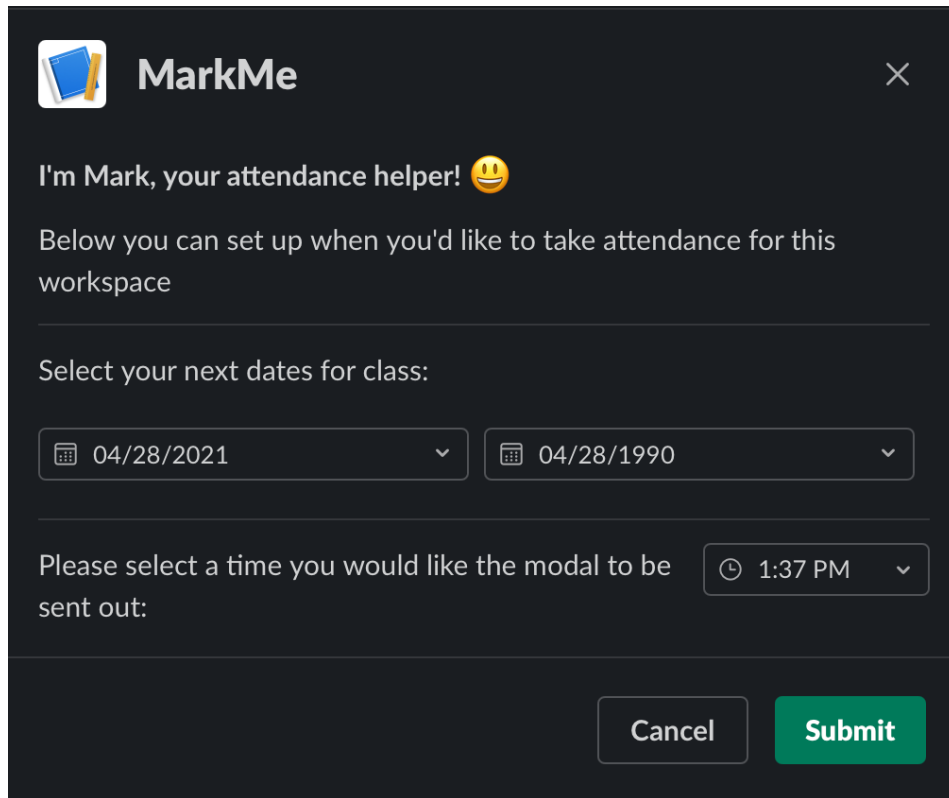 MarkMe
I'm Mark, your attendance helper! 😃
Below you can set up when you'd like to take attendance for this
workspace
Select your next dates for class:
04/28/2021 04/28/1990
Please select a time you would like the modal to be
sent out:
1:37 PM
Cancel Submit